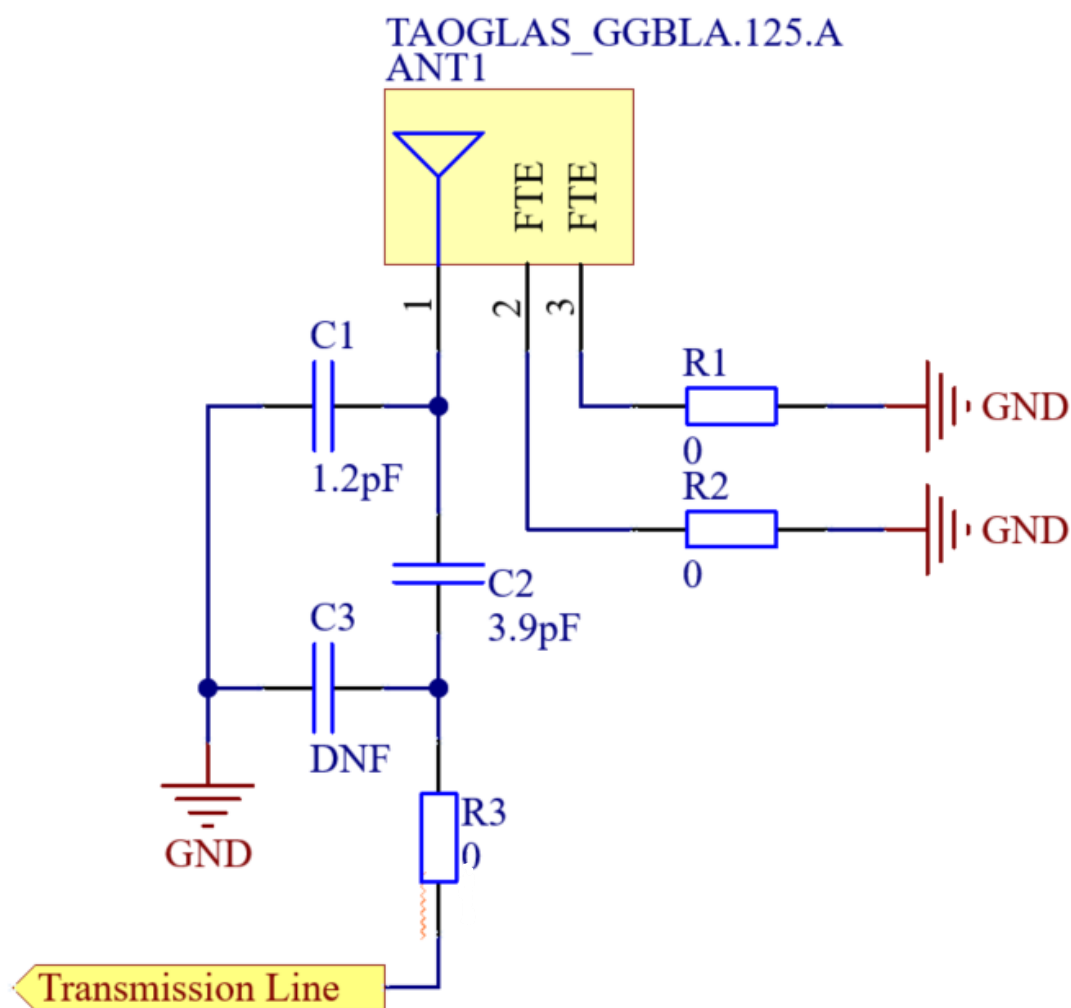 TAOGLAS_GGBLA.125.A
ANT1
FTE
FTE
1
2
3
C1
1.2pF
R1
0
GND
R2
0
GND
C2
3.9pF
C3
DNF
GND
R3
0
Transmission Line